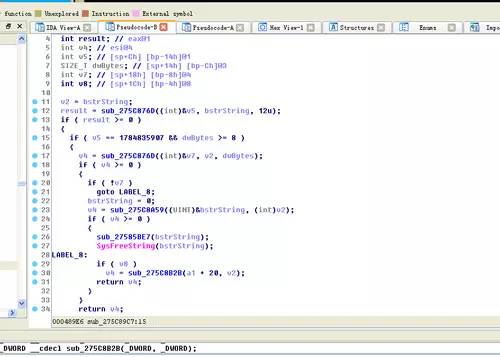 function
Unexplored
Instruction
External symbol
IDA View-A
Pseudocode-B
Pseudocode-A
Hex View-1
Structures
Enums
Impo
4 int result; // eax@1
5 int v4; // esi@4
6 int v5; // [sp+Ch] [bp-14h]@1
7 SIZE_T dwBytes; // [sp+14h] [bp-Ch]@3
8 int v7; // [sp+18h] [bp-8h]@4
9 int v8; // [sp+1Ch] [bp-4h]@8
10
11 v2 = bstrString;
12 result = sub_275C876D((int)&v5, bstrString, 12u);
13 if ( result >= 0 )
14 {
15 if ( v5 == 1784835907 && dwBytes >= 8 )
16 {
17 v4 = sub_275C876D((int)&v7, v2, dwBytes);
18 if ( v4 >= 0 )
19 {
20 if ( !v7 )
21 goto LABEL_8;
22 bstrString = 0;
23 v4 = sub_275C8A59((UINT)&bstrString, (int)v2);
24 if ( v4 >= 0 )
25 {
26 sub_27585BE7(bstrString);
27 SysFreeString(bstrString);
28 LABEL_8:
29 if ( v8 )
30 v4 = sub_275C8B2B(a1 + 20, v2);
31 return v4;
32 }
33 }
34 return v4;
000489E6 sub_275C89C7:15
_DWORD __cdecl sub_275C8B2B(_DWORD, _DWORD);